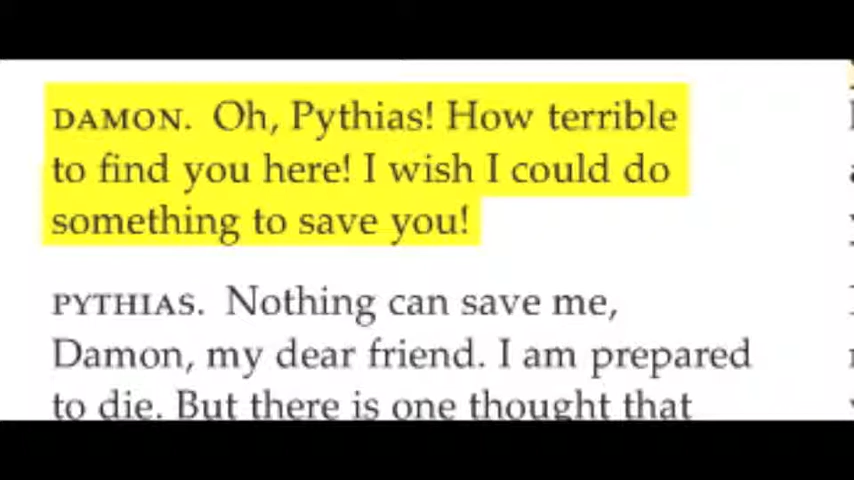 DAMON. Oh, Pythias! How terrible
to find you here! I wish I could do
something to save you!
PYTHIAS. Nothing can save me,
Damon, my dear friend. I am prepared
to die. But there is one thought that